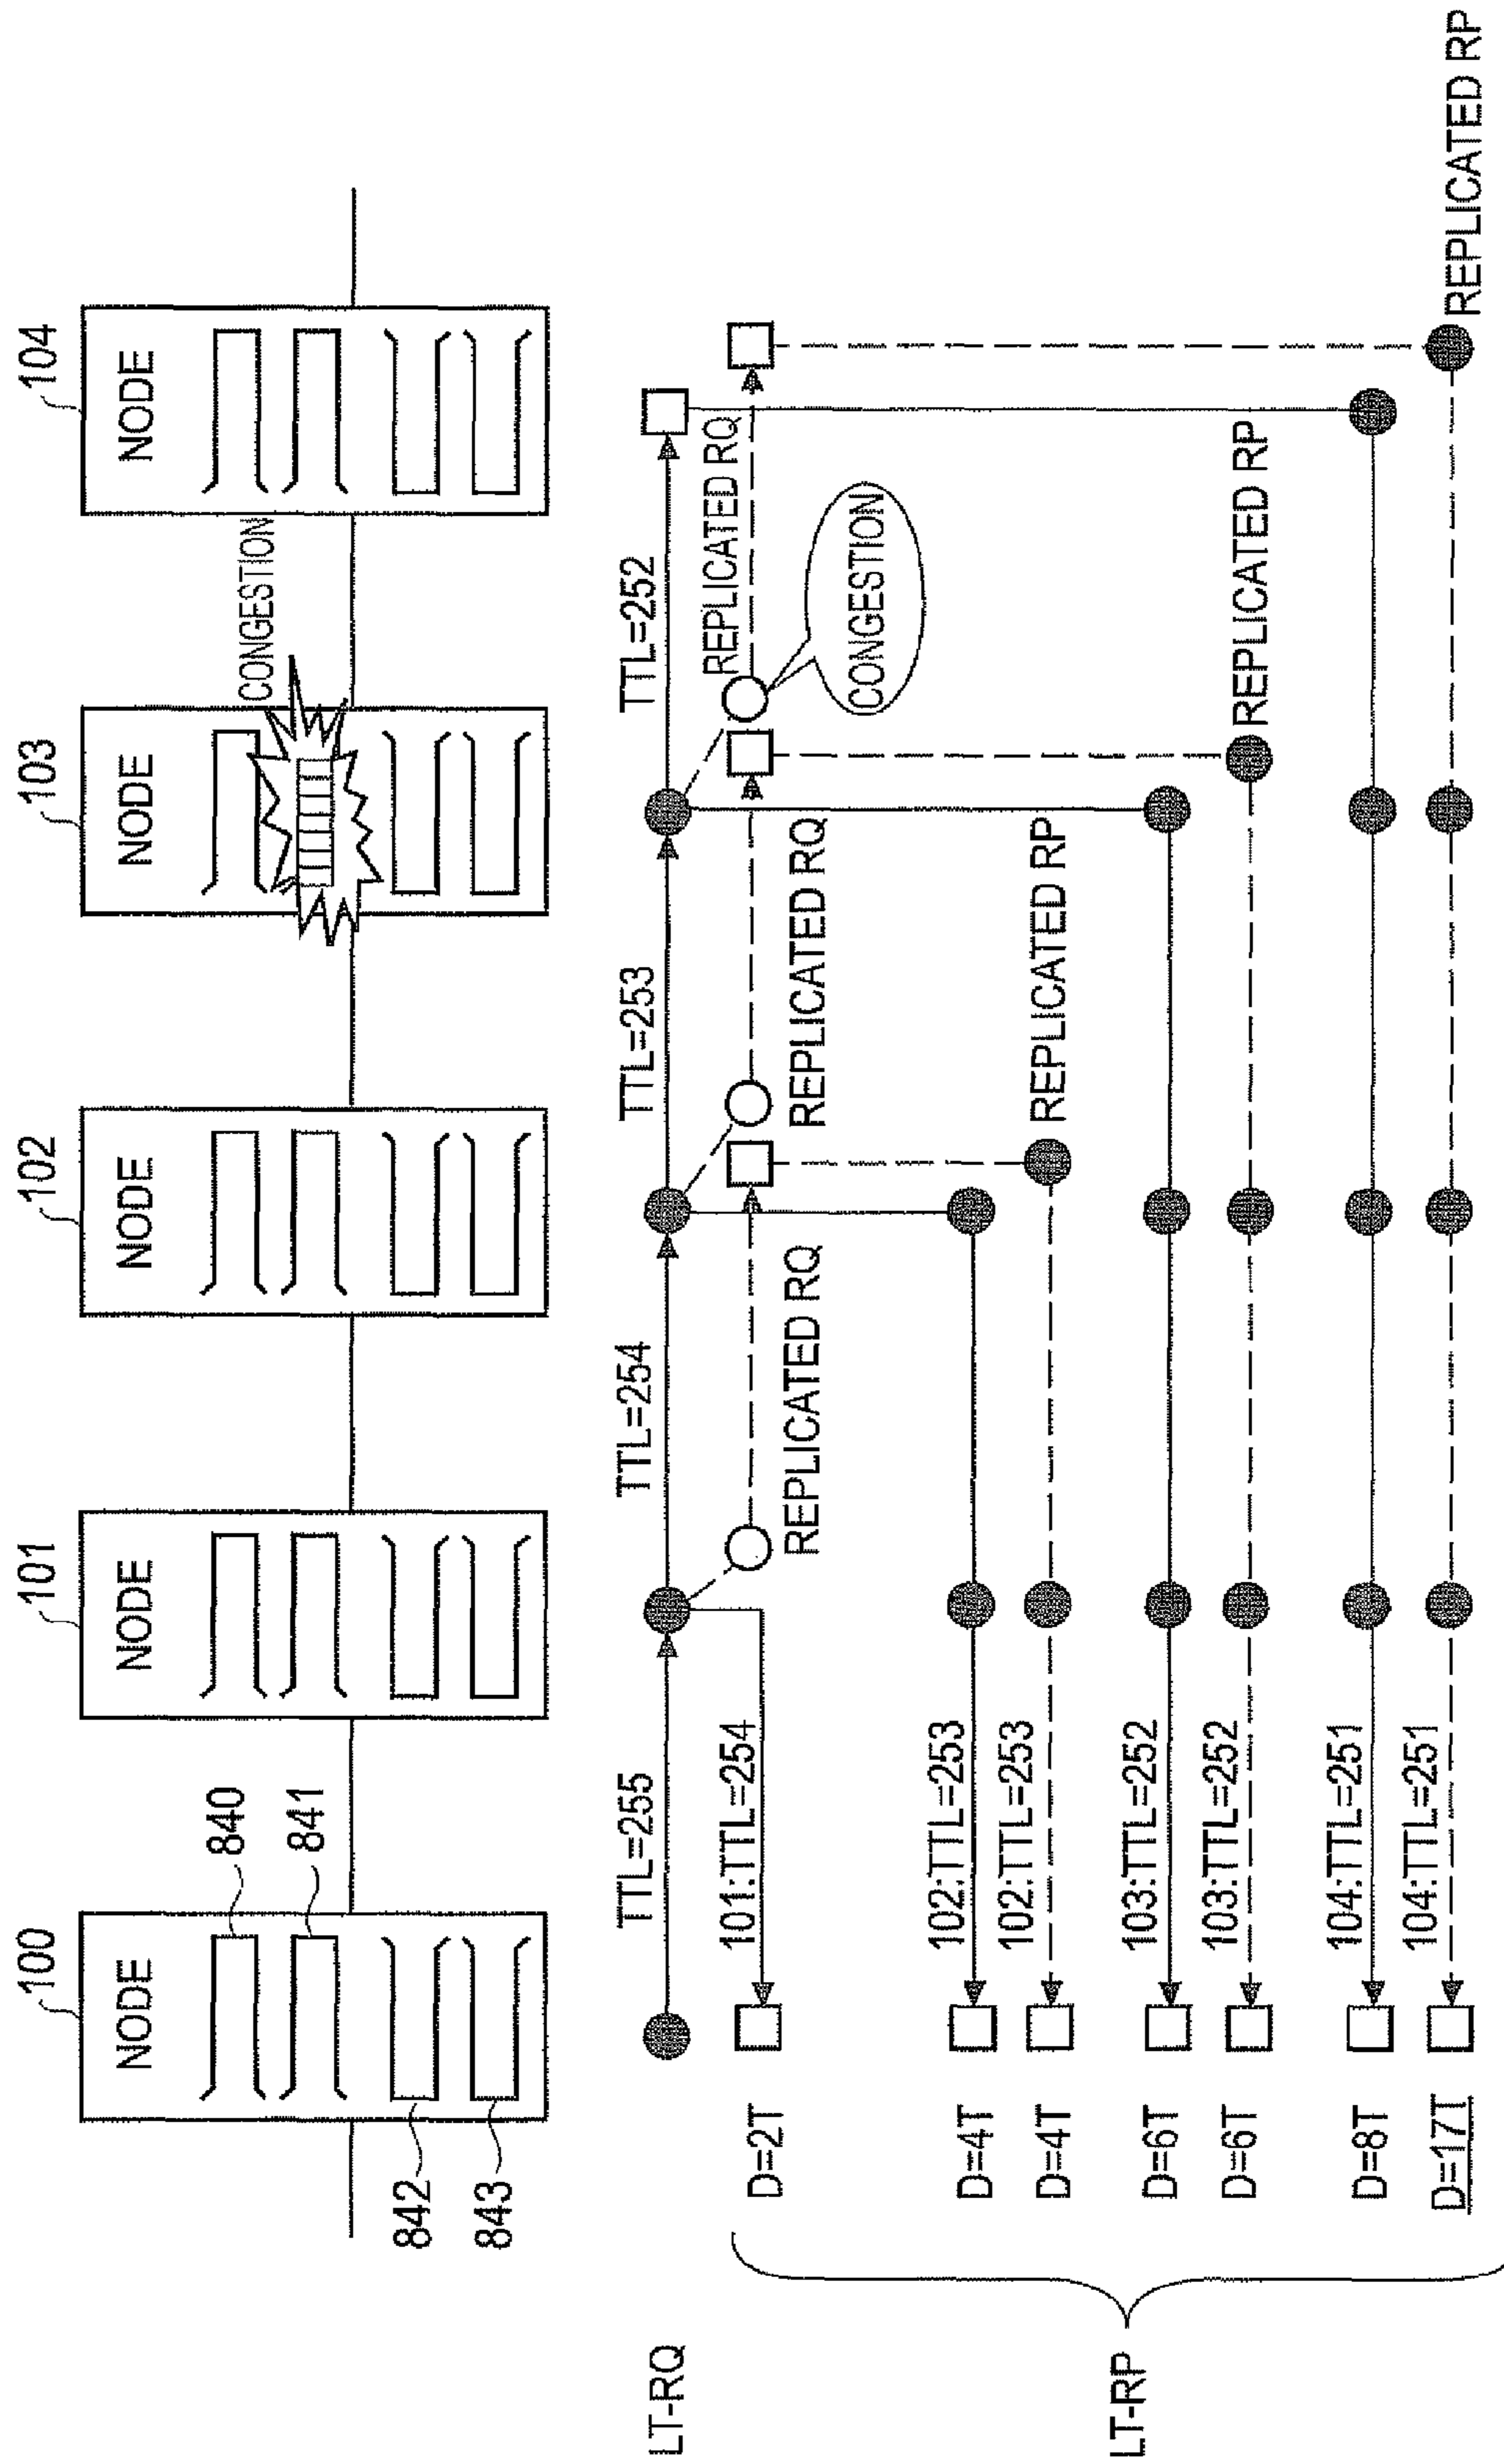 100
101
102
103
104
NODE
NODE
NODE
NODE
NODE
840
841
842
843
CONGESTION
LT-RQ
TTL=255
TTL=254
TTL=253
TTL=252
REPLICATED RQ
REPLICATED RQ
REPLICATED RQ
CONGESTION
LT-RP
D=2T
101:TTL=254
D=4T
102:TTL=253
D=4T
102:TTL=253
REPLICATED RP
D=6T
103:TTL=252
D=6T
103:TTL=252
REPLICATED RP
D=8T
104:TTL=251
D=17T
104:TTL=251
REPLICATED RP